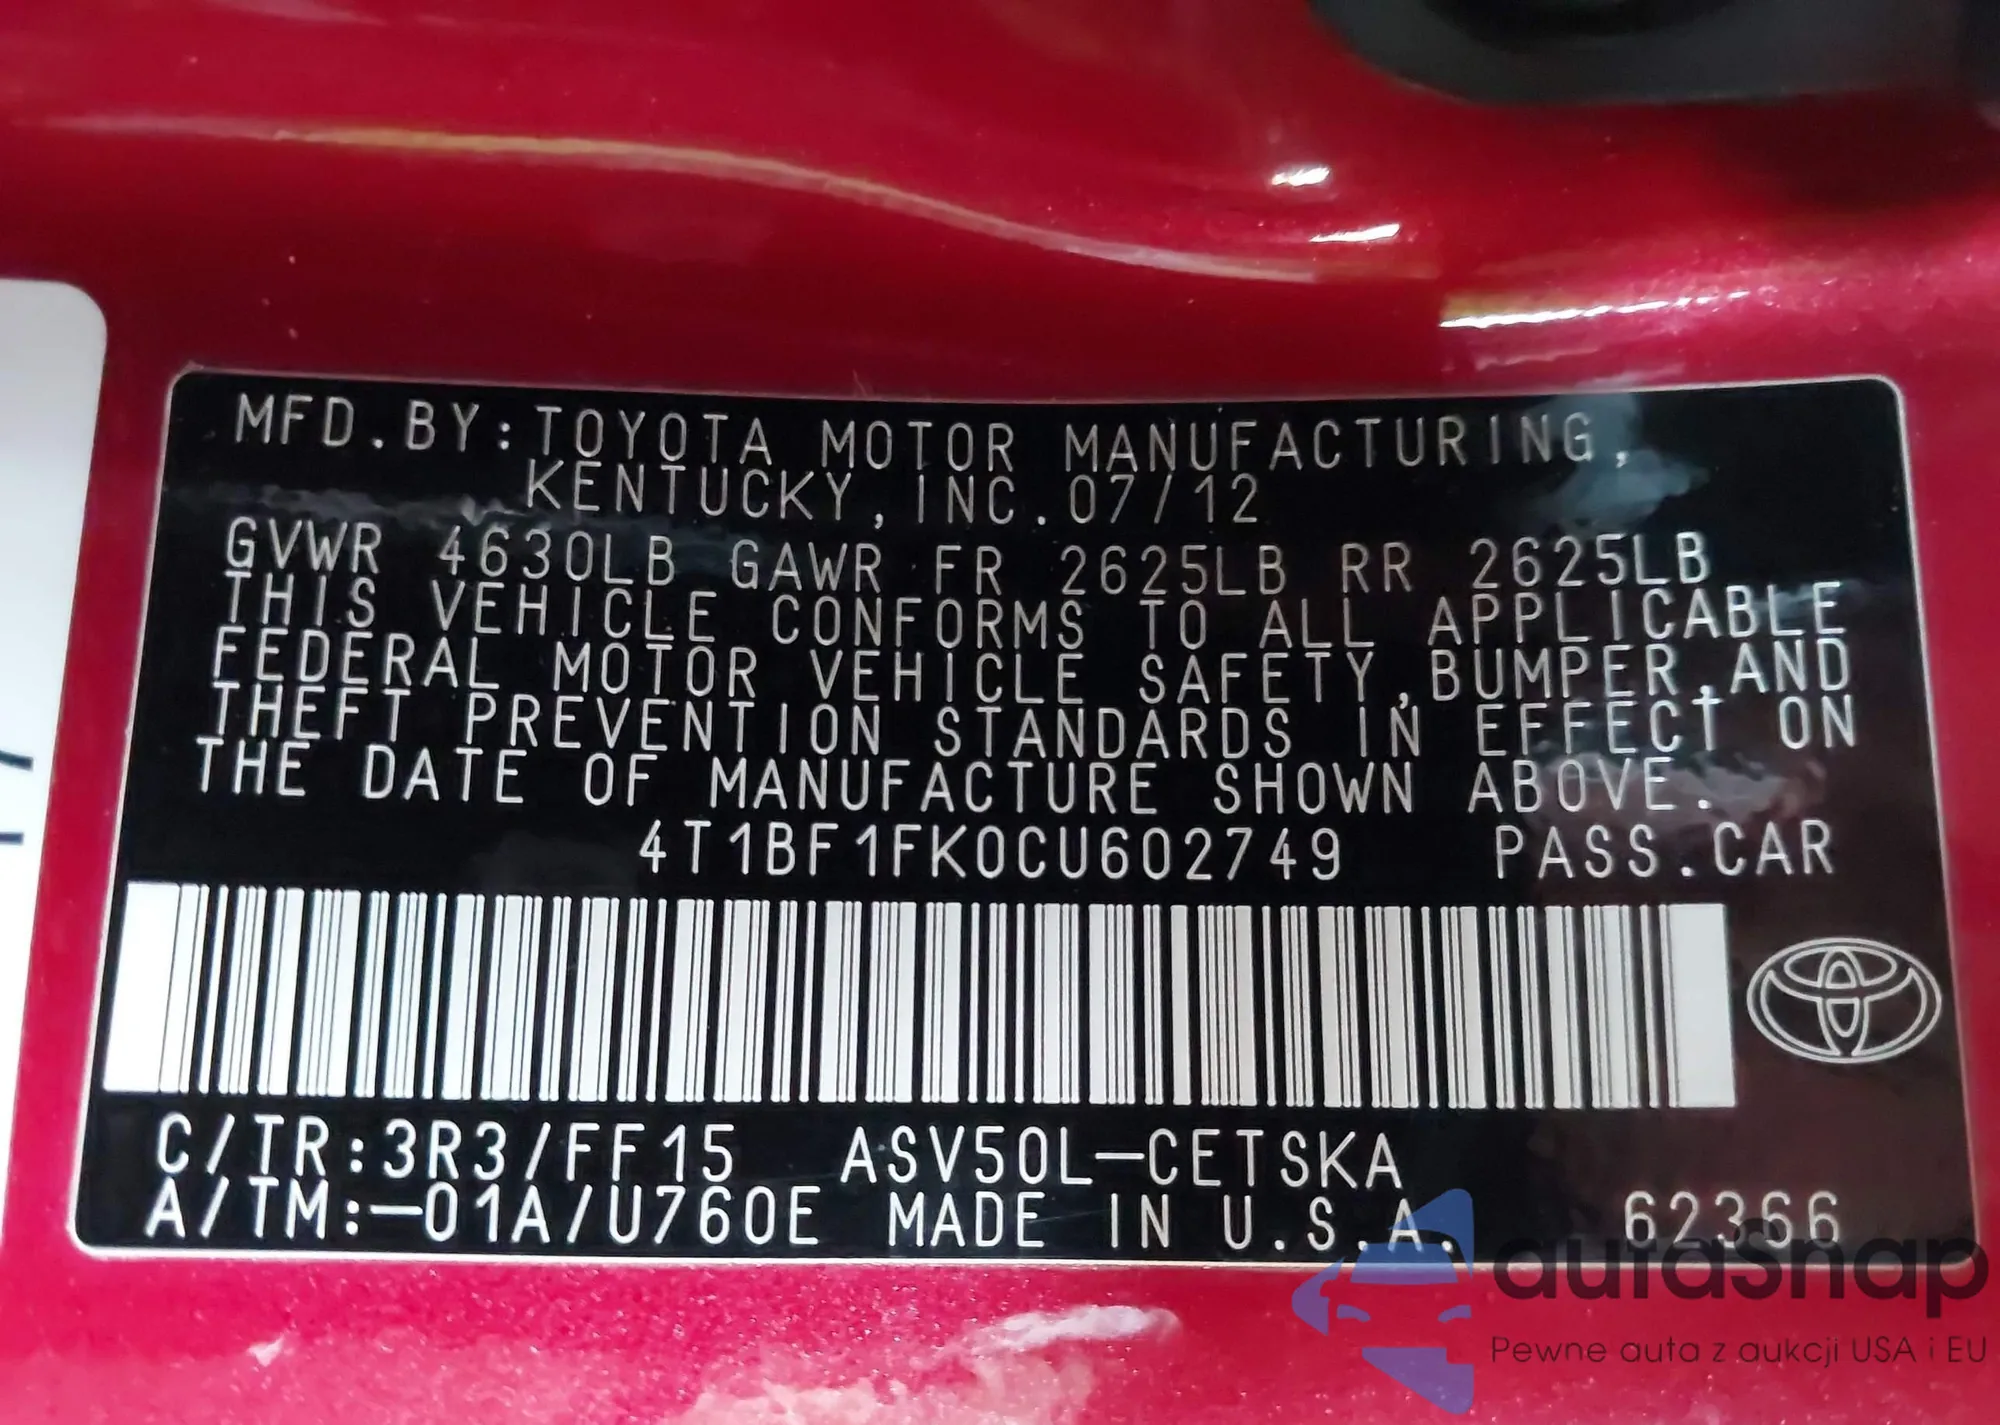 MFD.BY:TOYOTA MOTOR MANUFACTURING,
KENTUCKY, INC. 07/12
GVWR 4630LB GAWR FR 2625LB RR 2625LB
THIS VEHICLE CONFORMS TO ALL APPLICABLE
FEDERAL MOTOR VEHICLE SAFETY,BUMPER,AND
THEFT PREVENTION STANDARDS IN EFFECT ON
THE DATE OF MANUFACTURE SHOWN ABOVE.
4T1BF1FK0CU602749 PASS.CAR
C/TR:3R3/FF15 ASV50L-CETSKA
A/TM:-01A/U760E MADE IN U.S.A. 62366
autaSnap
Pewne auta z aukcji USA i EU